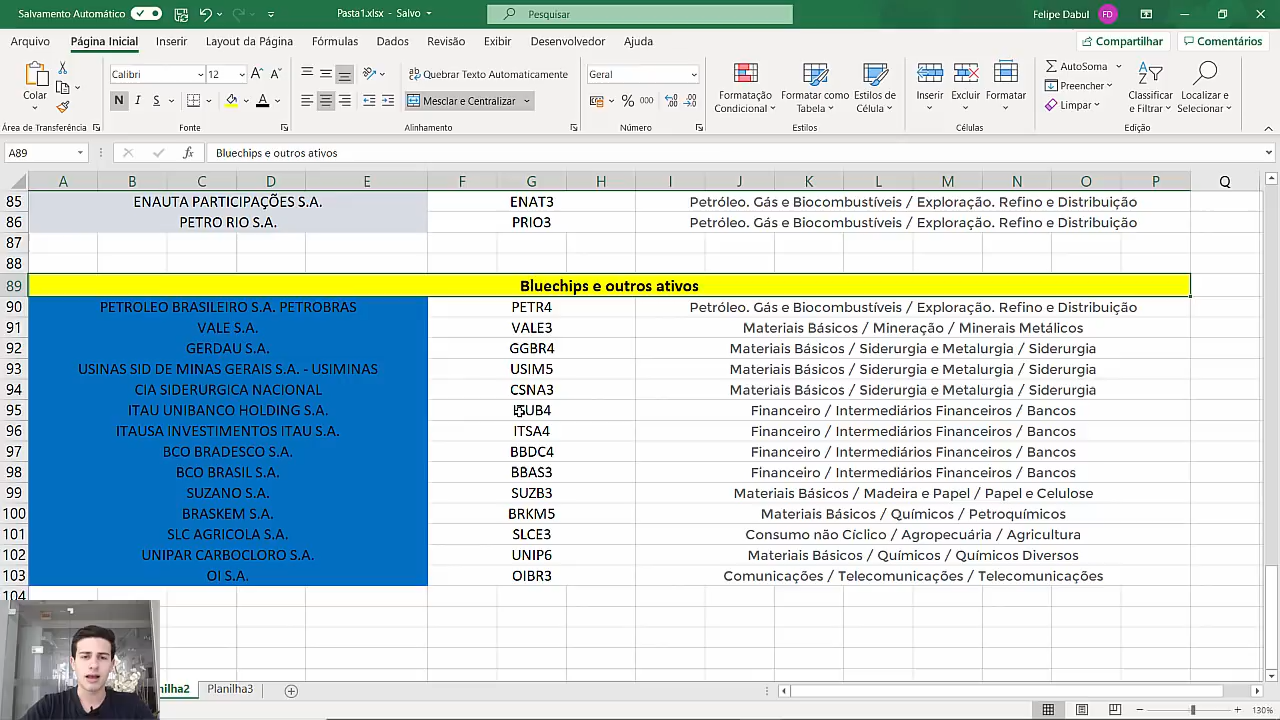 Salvamento Automático
Pasta1.xlsx - Salvo
Pesquisar
Felipe Dabul
FD
Arquivo
Página Inicial
Inserir
Layout da Página
Fórmulas
Dados
Revisão
Exibir
Desenvolvedor
Ajuda
Compartilhar
Comentários
Colar
Área de Transferência
Calibri
12
N I S
Fonte
Quebrar Texto Automaticamente
Mesclar e Centralizar
Alinhamento
Geral
% 000
Número
Formatação Condicional
Formatar como Tabela
Estilos de Célula
Estilos
Inserir
Excluir
Formatar
Células
AutoSoma
Preencher
Limpar
Classificar e Filtrar
Localizar e Selecionar
Edição
A89
fx
Bluechips e outros ativos
A B C D E F G H I J K L M N O P Q
85 ENAUTA PARTICIPAÇÕES S.A. ENAT3 Petróleo. Gás e Biocombustíveis / Exploração. Refino e Distribuição
86 PETRO RIO S.A. PRIO3 Petróleo. Gás e Biocombustíveis / Exploração. Refino e Distribuição
87
88
89 Bluechips e outros ativos
90 PETROLEO BRASILEIRO S.A. PETROBRAS PETR4 Petróleo. Gás e Biocombustíveis / Exploração. Refino e Distribuição
91 VALE S.A. VALE3 Materiais Básicos / Mineração / Minerais Metálicos
92 GERDAU S.A. GGBR4 Materiais Básicos / Siderurgia e Metalurgia / Siderurgia
93 USINAS SID DE MINAS GERAIS S.A. - USIMINAS USIM5 Materiais Básicos / Siderurgia e Metalurgia / Siderurgia
94 CIA SIDERURGICA NACIONAL CSNA3 Materiais Básicos / Siderurgia e Metalurgia / Siderurgia
95 ITAU UNIBANCO HOLDING S.A. Financeiro / Intermediários Financeiros / Bancos
96 ITAUSA INVESTIMENTOS ITAU S.A. ITSA4 Financeiro / Intermediários Financeiros / Bancos
97 BCO BRADESCO S.A. BBDC4 Financeiro / Intermediários Financeiros / Bancos
98 BCO BRASIL S.A. BBAS3 Financeiro / Intermediários Financeiros / Bancos
99 SUZANO S.A. SUZB3 Materiais Básicos / Madeira e Papel / Papel e Celulose
100 BRASKEM S.A. BRKM5 Materiais Básicos / Químicos / Petroquímicos
101 SLC AGRICOLA S.A. SLCE3 Consumo não Cíclico / Agropecuária / Agricultura
102 UNIPAR CARBOCLORO S.A. UNIP6 Materiais Básicos / Químicos / Químicos Diversos
103 OI S.A. OIBR3 Comunicações / Telecomunicações / Telecomunicações
104
Planilha3
130%